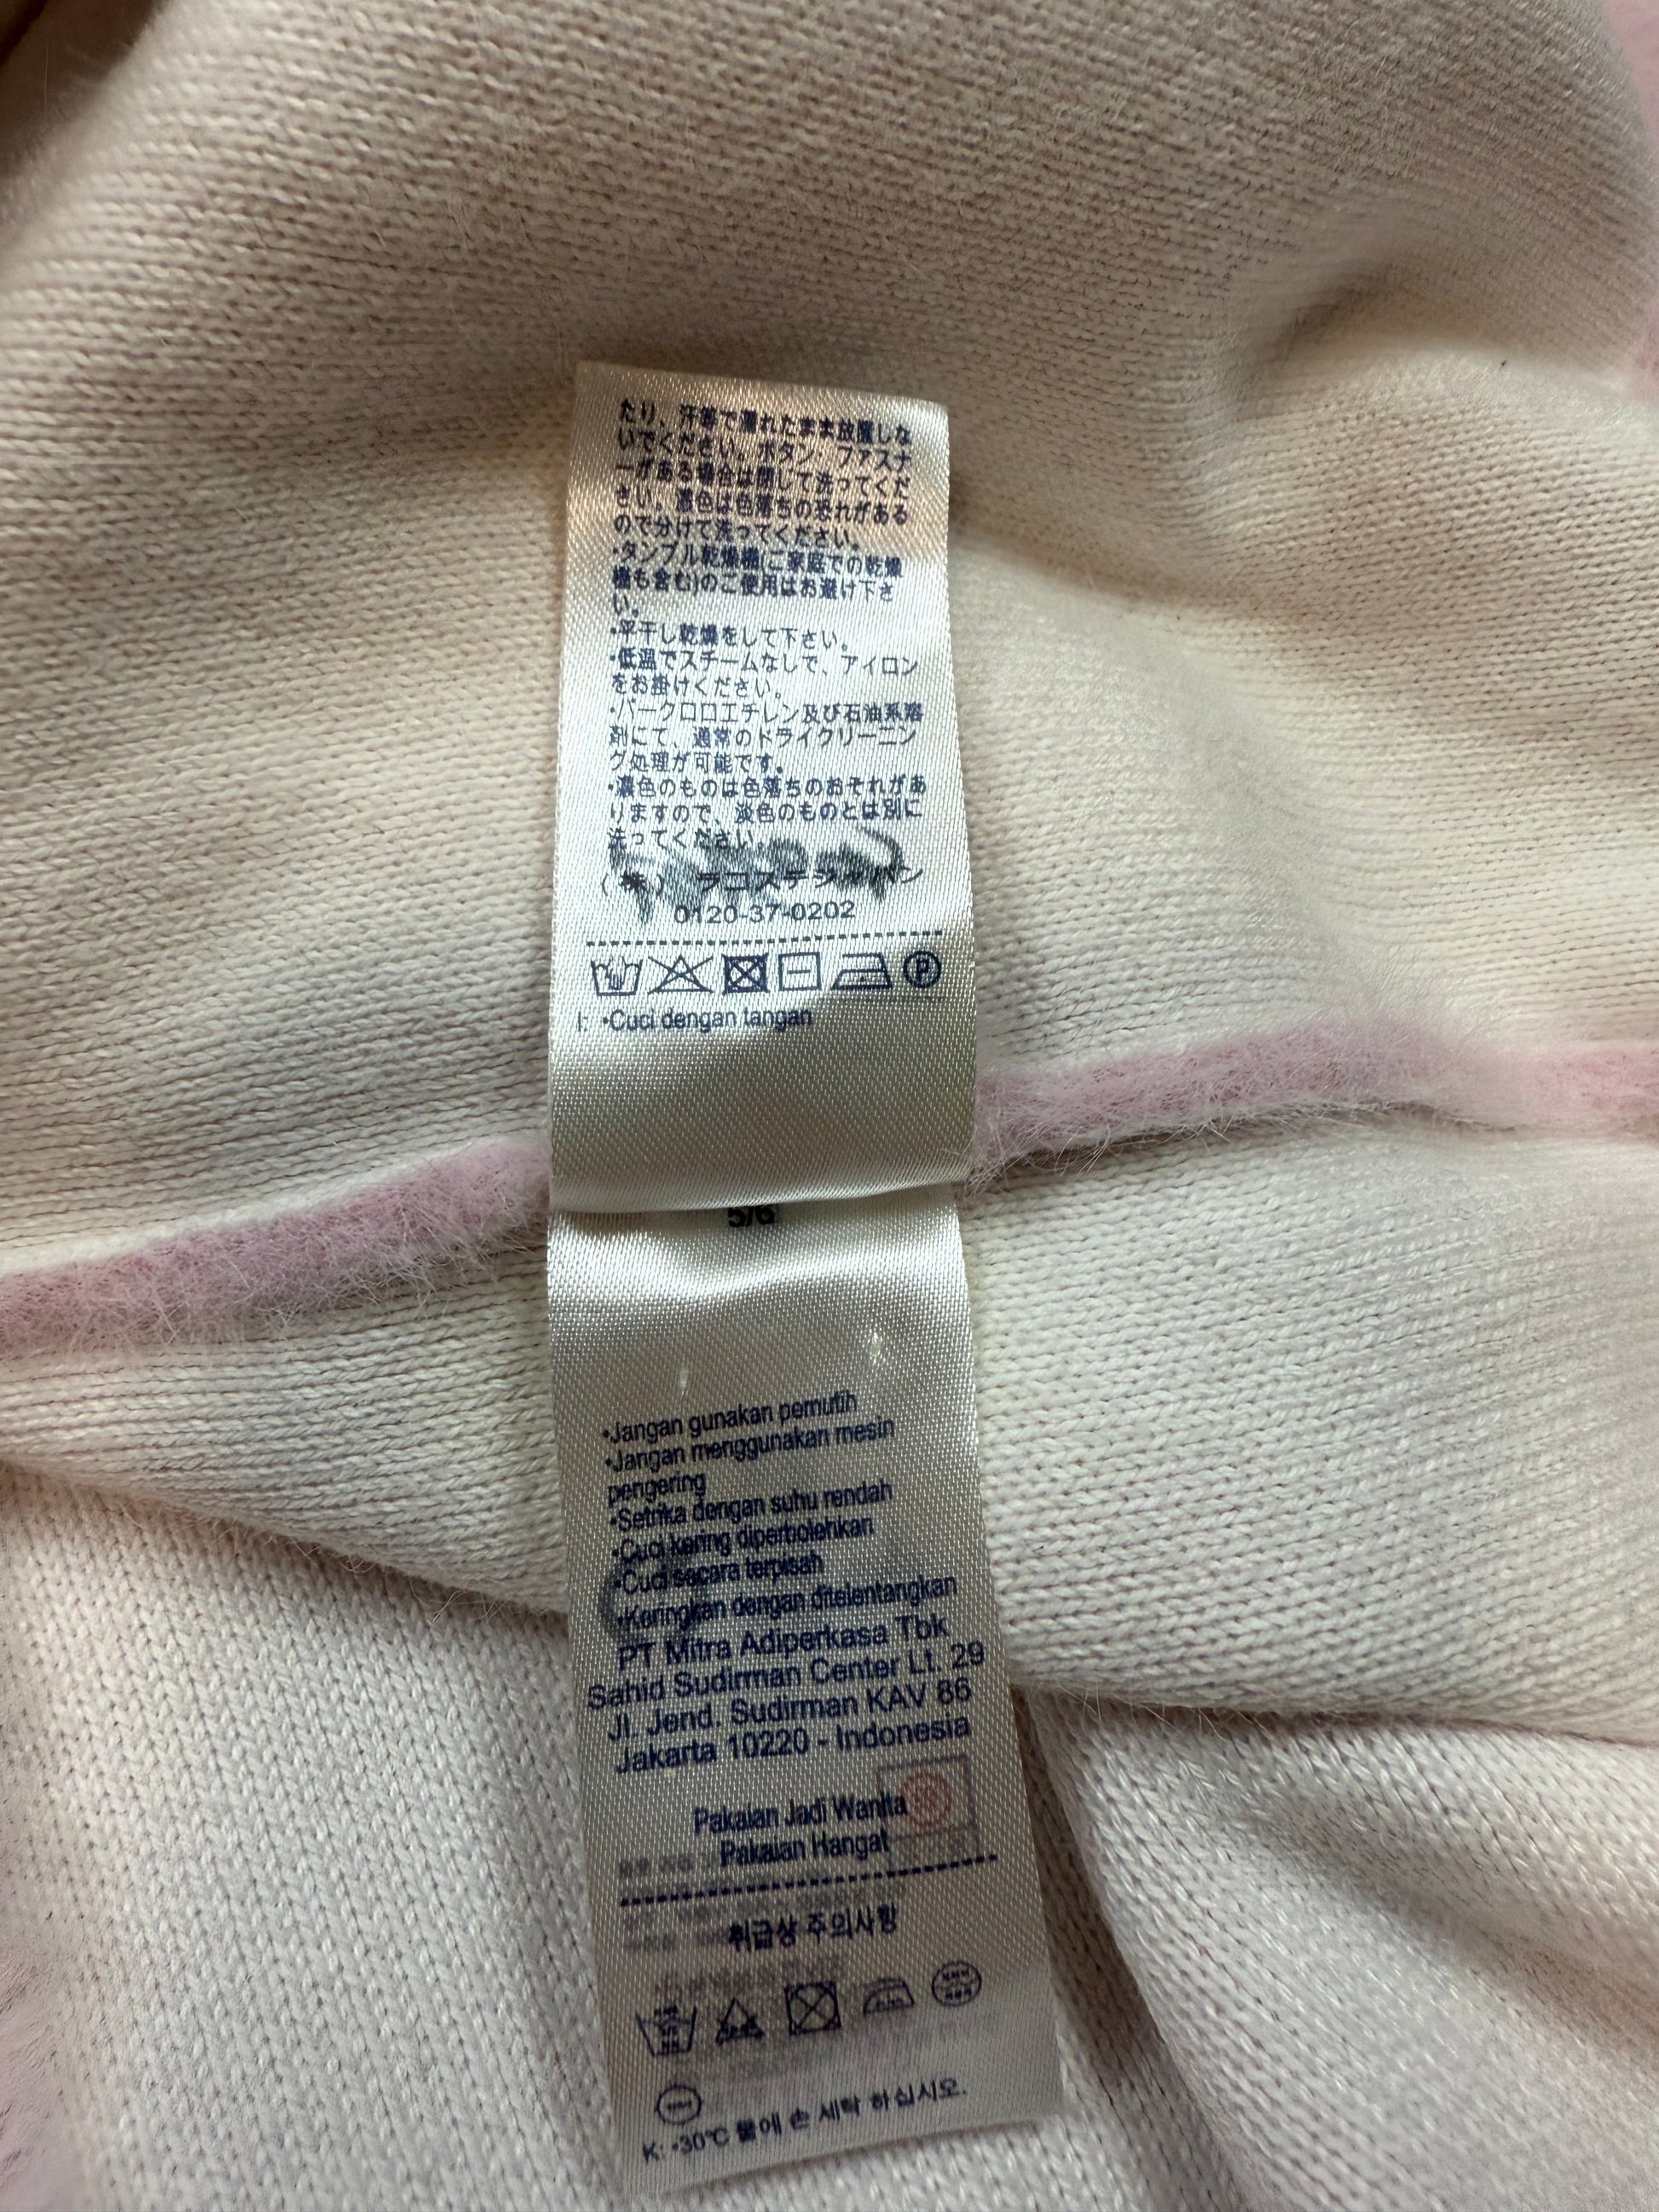 たり、汗等で濡れたまま放置しな
いでください。ボタン、ファスナ
ーがある場合は閉じて洗ってくだ
さい。濃色は色落ちの恐れがある
ので分けて洗ってください。
・タンブル乾燥機(ご家庭での乾燥
機も含む)のご使用はお避け下さ
い。
・平干し乾燥をして下さい。
・低温でスチームなしで、アイロン
をお掛けください。
・パークロロエチレン及び石油系溶
剤にて、通常のドライクリーニン
グ処理が可能です。
・濃色のものは色落ちのおそれがあ
りますので、淡色のものとは別に
洗ってください。
(株) ラコステジャパン
0120-37-0202
P
I: •Cuci dengan tangan
5/6
•Jangan gunakan pemutih
•Jangan menggunakan mesin
pengering
•Setrika dengan suhu rendah
•Cuci kering diperbolehkan
•Cuci secara terpisah
•Keringkan dengan ditelentangkan
PT Mitra Adiperkasa Tbk
Sahid Sudirman Center Lt. 29
Jl. Jend. Sudirman KAV 86
Jakarta 10220 - Indonesia
Pakaian Jadi Wanita
Pakaian Hangat
취급상 주의사항
K: •30℃ 물에 손 세탁 하십시오.